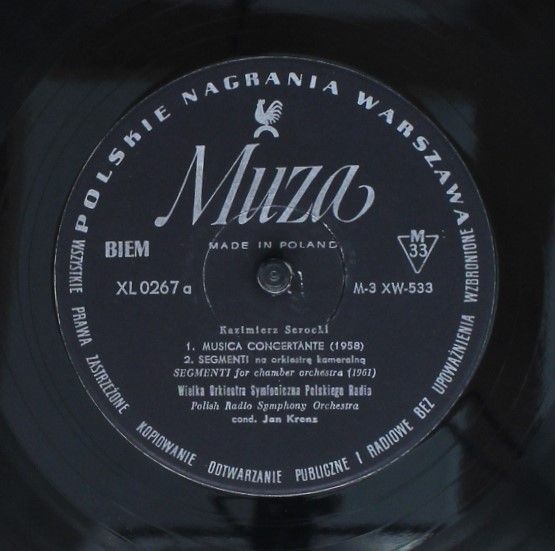 POLSKIE NAGRANIA WARSZAWA
Muza
MADE IN POLAND
BIEM
M
33
XL 0267 a
M-3 XW-533
Kazimierz Serocki
1. MUSICA CONCERTANTE (1958)
2. SEGMENTI na orkiestrę kameralną
SEGMENTI for chamber orchestra (1961)
Wielka Orkiestra Symfoniczna Polskiego Radia
Polish Radio Symphony Orchestra
cond. Jan Krenz
WSZYSTKIE PRAWA ZASTRZEŻONE KOPIOWANIE ODTWARZANIE PUBLICZNE I RADIOWE BEZ UPOWAŻNIENIA WZBRONIONE